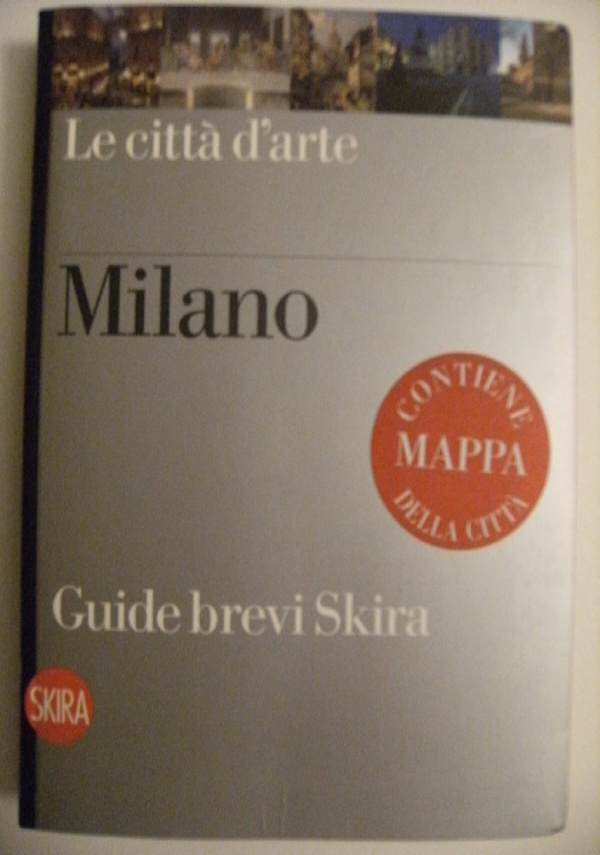 Le città d'arte
Milano
CONTIENE
MAPPA
DELLA CITTÀ
Guide brevi Skira
SKIRA